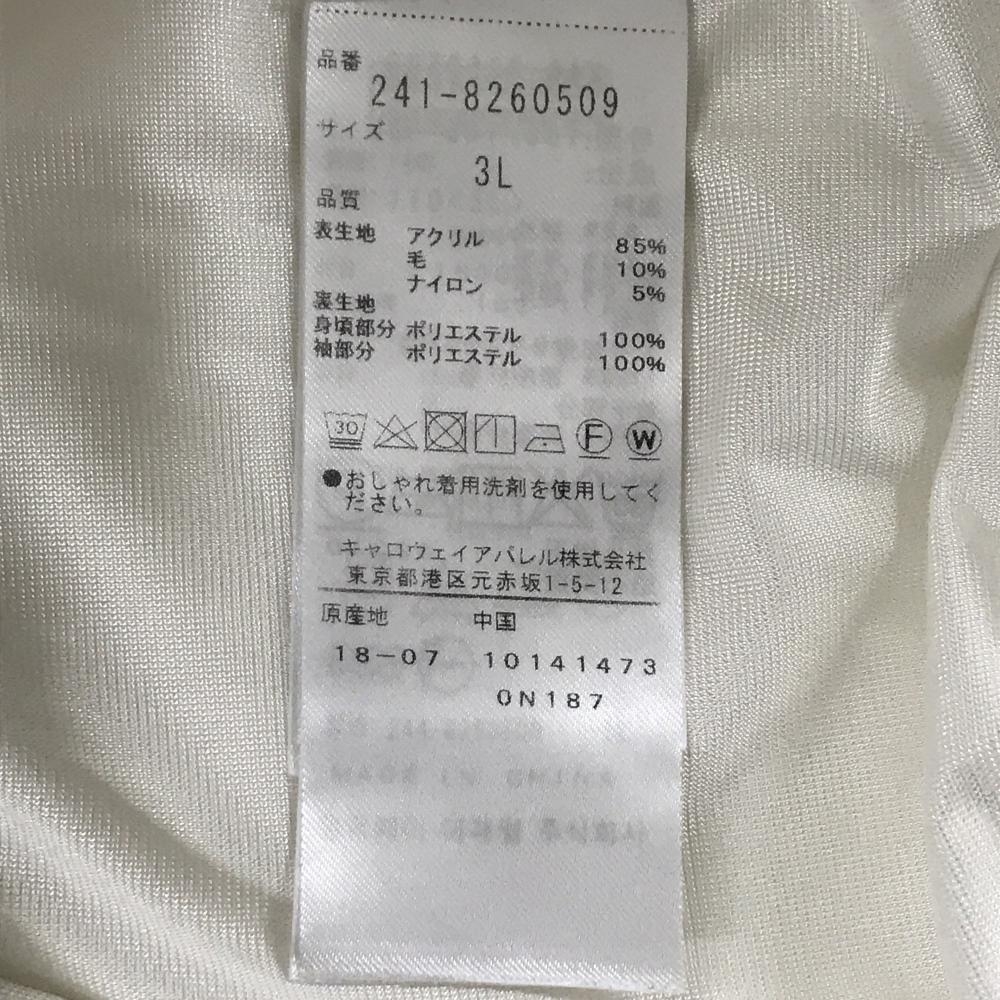 品番
241-8260509
サイズ
3L
品質
表生地 アクリル 85%
毛 10%
ナイロン 5%
裏生地
身頃部分 ポリエステル 100%
袖部分 ポリエステル 100%
30 F W
●おしゃれ着用洗剤を使用してく
ださい。
キャロウェイアパレル株式会社
東京都港区元赤坂1-5-12
原産地 中国
18-07 10141473
0N187